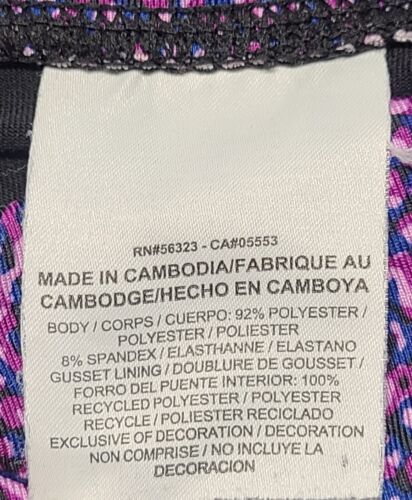 RN#56323 - CA#05553
MADE IN CAMBODIA/FABRIQUE AU
CAMBODGE/HECHO EN CAMBOYA
BODY / CORPS / CUERPO: 92% POLYESTER /
POLYESTER / POLIESTER
8% SPANDEX / ELASTHANNE / ELASTANO
GUSSET LINING / DOUBLURE DE GOUSSET /
FORRO DEL PUENTE INTERIOR: 100%
RECYCLED POLYESTER / POLYESTER
RECYCLE / POLIESTER RECICLADO
EXCLUSIVE OF DECORATION / DECORATION
NON COMPRISE / NO INCLUYE LA
DECORACION